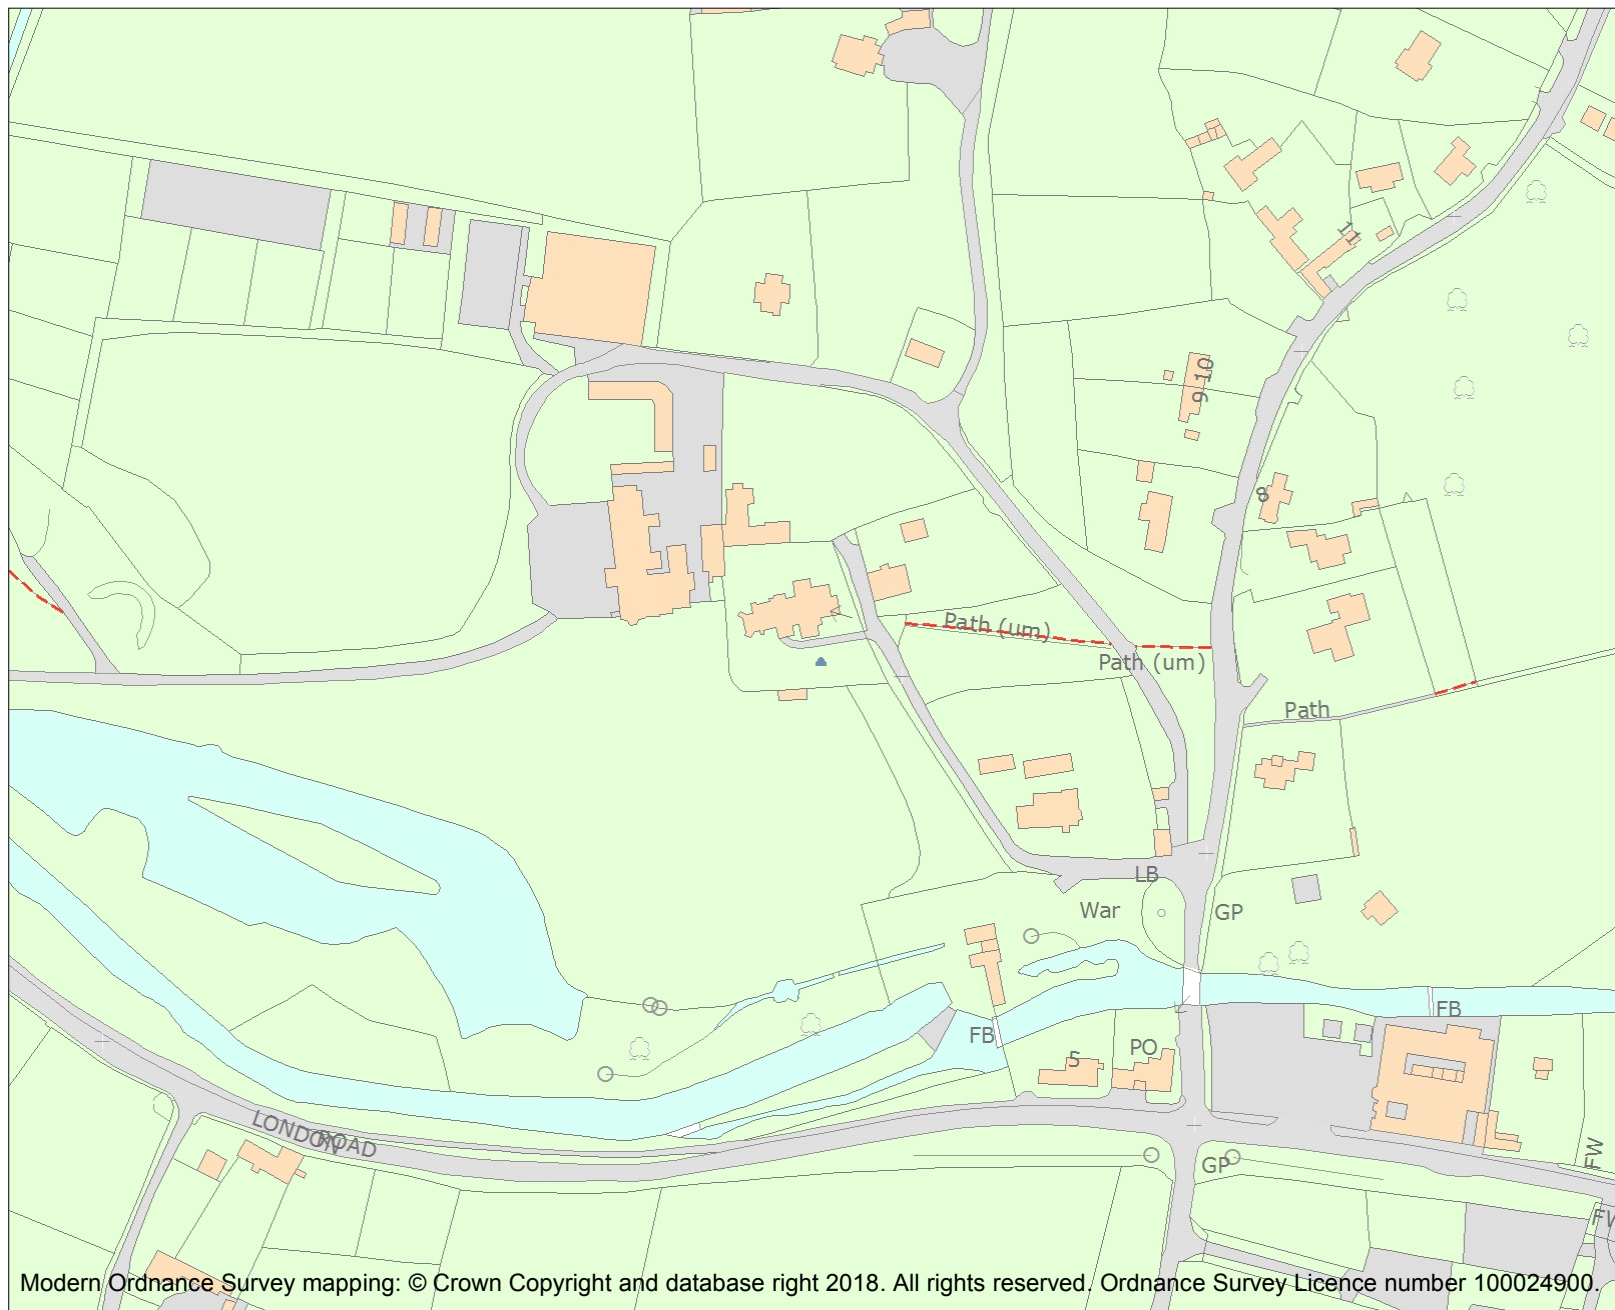 11
9 10
8
Path (um)
Path (um)
Path
LB
War
GP
FB
FB
5
PO
LONDON ROAD
GP
FW
FW
Modern Ordnance Survey mapping: © Crown Copyright and database right 2018. All rights reserved. Ordnance Survey Licence number 100024900.